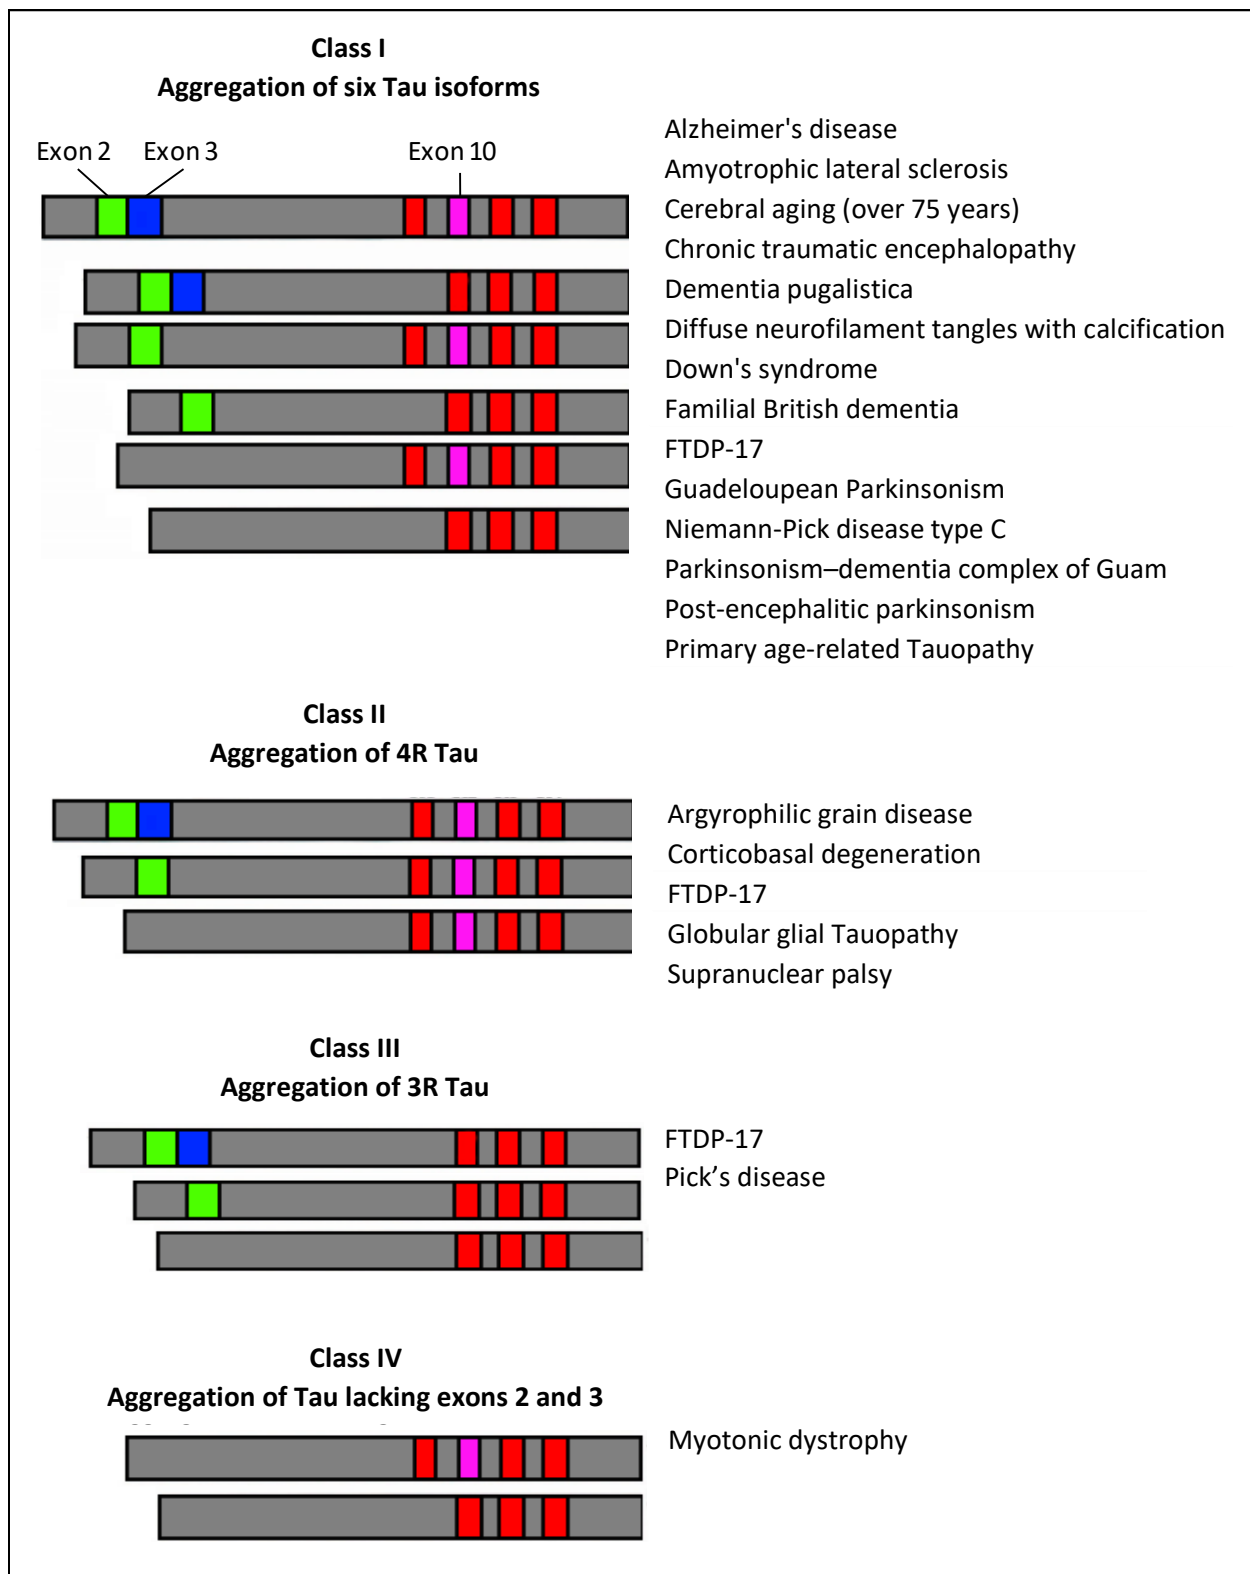 Class I
Aggregation of six Tau isoforms
Exon 2 Exon 3 Exon 10
Alzheimer's disease
Amyotrophic lateral sclerosis
Cerebral aging (over 75 years)
Chronic traumatic encephalopathy
Dementia pugalistica
Diffuse neurofilament tangles with calcification
Down's syndrome
Familial British dementia
FTDP-17
Guadeloupean Parkinsonism
Niemann-Pick disease type C
Parkinsonism–dementia complex of Guam
Post-encephalitic parkinsonism
Primary age-related Tauopathy
Class II
Aggregation of 4R Tau
Argyrophilic grain disease
Corticobasal degeneration
FTDP-17
Globular glial Tauopathy
Supranuclear palsy
Class III
Aggregation of 3R Tau
FTDP-17
Pick’s disease
Class IV
Aggregation of Tau lacking exons 2 and 3
Myotonic dystrophy